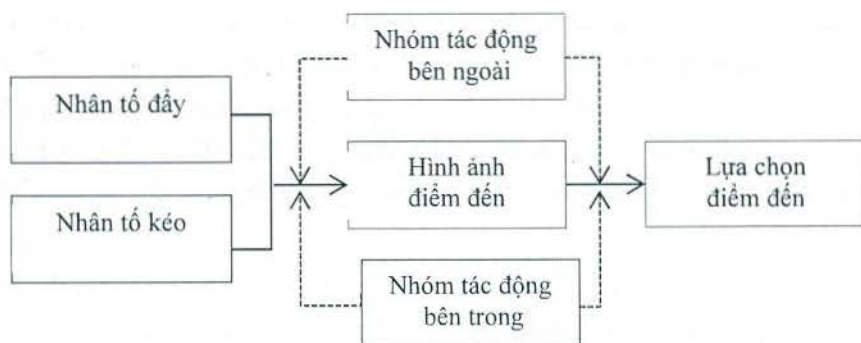 Nhóm tác động
bên ngoài
Nhân tố đẩy
Hình ảnh
điểm đến
Lựa chọn
điểm đến
Nhân tố kéo
Nhóm tác động
bên trong